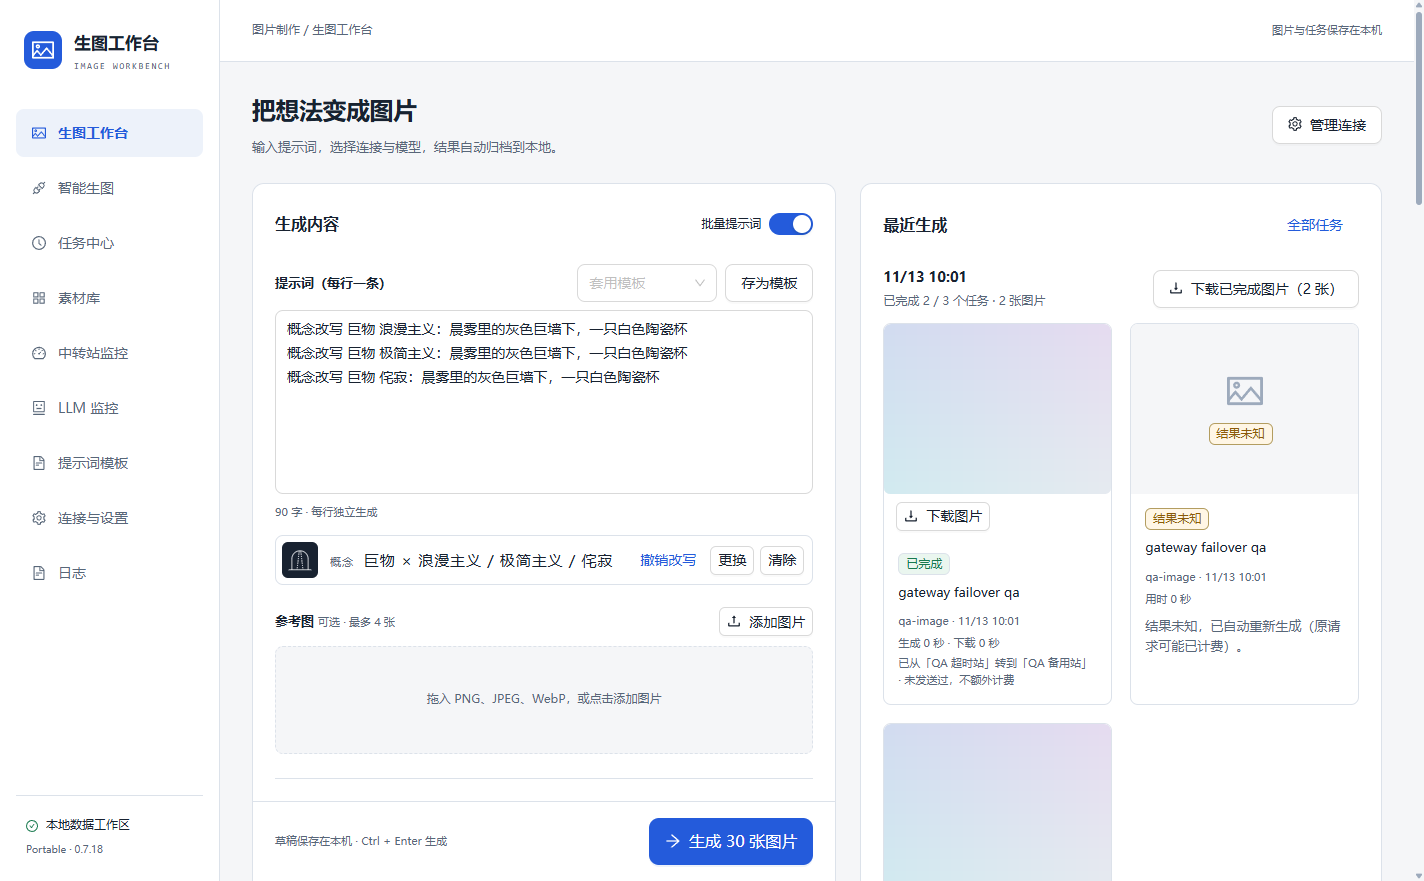 生图工作台
IMAGE WORKBENCH
生图工作台
智能生图
任务中心
素材库
中转站监控
LLM 监控
提示词模板
连接与设置
日志
本地数据工作区
Portable · 0.7.18
图片制作 / 生图工作台
图片与任务保存在本机
把想法变成图片
输入提示词，选择连接与模型，结果自动归档到本地。
管理连接
生成内容
批量提示词
提示词（每行一条）
套用模板
存为模板
概念改写 巨物 浪漫主义：晨雾里的灰色巨墙下，一只白色陶瓷杯
概念改写 巨物 极简主义：晨雾里的灰色巨墙下，一只白色陶瓷杯
概念改写 巨物 侘寂：晨雾里的灰色巨墙下，一只白色陶瓷杯
90 字 · 每行独立生成
概念 巨物 × 浪漫主义 / 极简主义 / 侘寂
撤销改写
更换
清除
参考图 可选 · 最多 4 张
添加图片
拖入 PNG、JPEG、WebP，或点击添加图片
草稿保存在本机 · Ctrl + Enter 生成
生成 30 张图片
最近生成
全部任务
11/13 10:01
已完成 2 / 3 个任务 · 2 张图片
下载已完成图片（2 张）
下载图片
已完成
gateway failover qa
qa-image · 11/13 10:01
生成 0 秒 · 下载 0 秒
已从「QA 超时站」转到「QA 备用站」
· 未发送过，不额外计费
结果未知
结果未知
gateway failover qa
qa-image · 11/13 10:01
用时 0 秒
结果未知，已自动重新生成（原请
求可能已计费）。